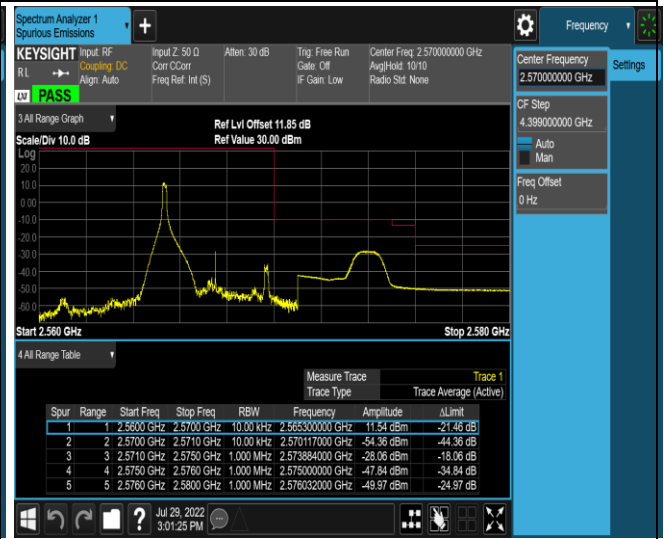 Spectrum Analyzer 1
Spurious Emissions
+
Frequency
KEYSIGHT Input: RF Input Z: 50 Ω Atten: 30 dB Trig: Free Run Center Freq: 2.570000000 GHz
RL Coupling: DC Corr CCorr Gate: Off Avg|Hold: 10/10
Align: Auto Freq Ref: Int (S) IF Gain: Low Radio Std: None
LXI PASS
Center Frequency
2.570000000 GHz
Settings
CF Step
4.399000000 GHz
Auto
Man
Freq Offset
0 Hz
3 All Range Graph
Ref Lvl Offset 11.85 dB
Scale/Div 10.0 dB Ref Value 30.00 dBm
Log
20.0
10.0
0.00
-10.0
-20.0
-30.0
-40.0
-50.0
-60.0
Start 2.560 GHz Stop 2.580 GHz
4 All Range Table
Measure Trace Trace 1
Trace Type Trace Average (Active)
Spur Range Start Freq Stop Freq RBW Frequency Amplitude ΔLimit
1 1 2.5600 GHz 2.5700 GHz 10.00 kHz 2.565300000 GHz 11.54 dBm -21.46 dB
2 2 2.5700 GHz 2.5710 GHz 10.00 kHz 2.570117000 GHz -54.36 dBm -44.36 dB
3 3 2.5710 GHz 2.5750 GHz 1.000 MHz 2.573884000 GHz -28.06 dBm -18.06 dB
4 4 2.5750 GHz 2.5760 GHz 1.000 MHz 2.575000000 GHz -47.84 dBm -34.84 dB
5 5 2.5760 GHz 2.5800 GHz 1.000 MHz 2.576032000 GHz -49.97 dBm -24.97 dB
? Jul 29, 2022
3:01:25 PM